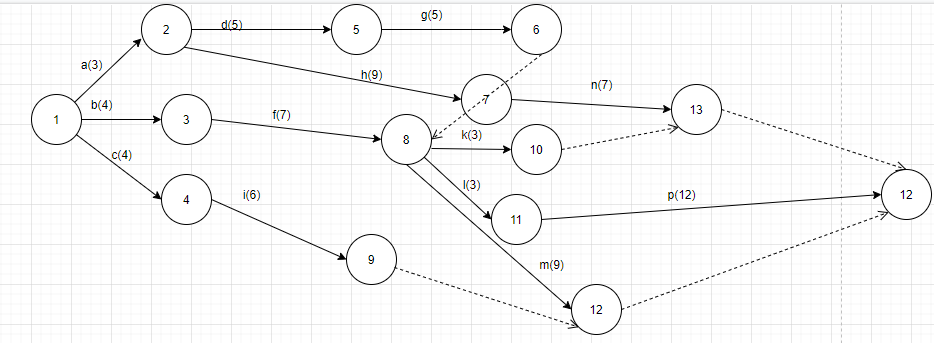 2
d(5)
5
g(5)
6
a(3)
h(9)
1
b(4)
3
f(7)
8
7
n(7)
13
k(3)
10
c(4)
4
i(6)
l(3)
11
p(12)
12
9
m(9)
12